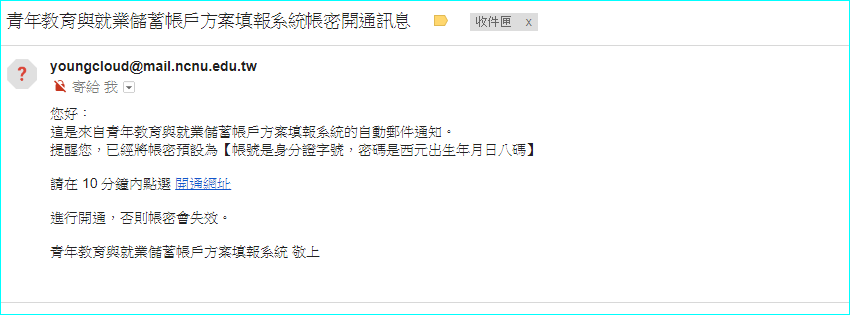 青年教育與就業儲蓄帳戶方案填報系統帳密開通訊息 收件匣 x
?
youngcloud@mail.ncnu.edu.tw
寄給 我
您好：
這是來自青年教育與就業儲蓄帳戶方案填報系統的自動郵件通知。
提醒您，已經將帳密預設為【帳號是身分證字號，密碼是西元出生年月日八碼】
請在 10 分鐘內點選 開通網址
進行開通，否則帳密會失效。
青年教育與就業儲蓄帳戶方案填報系統 敬上